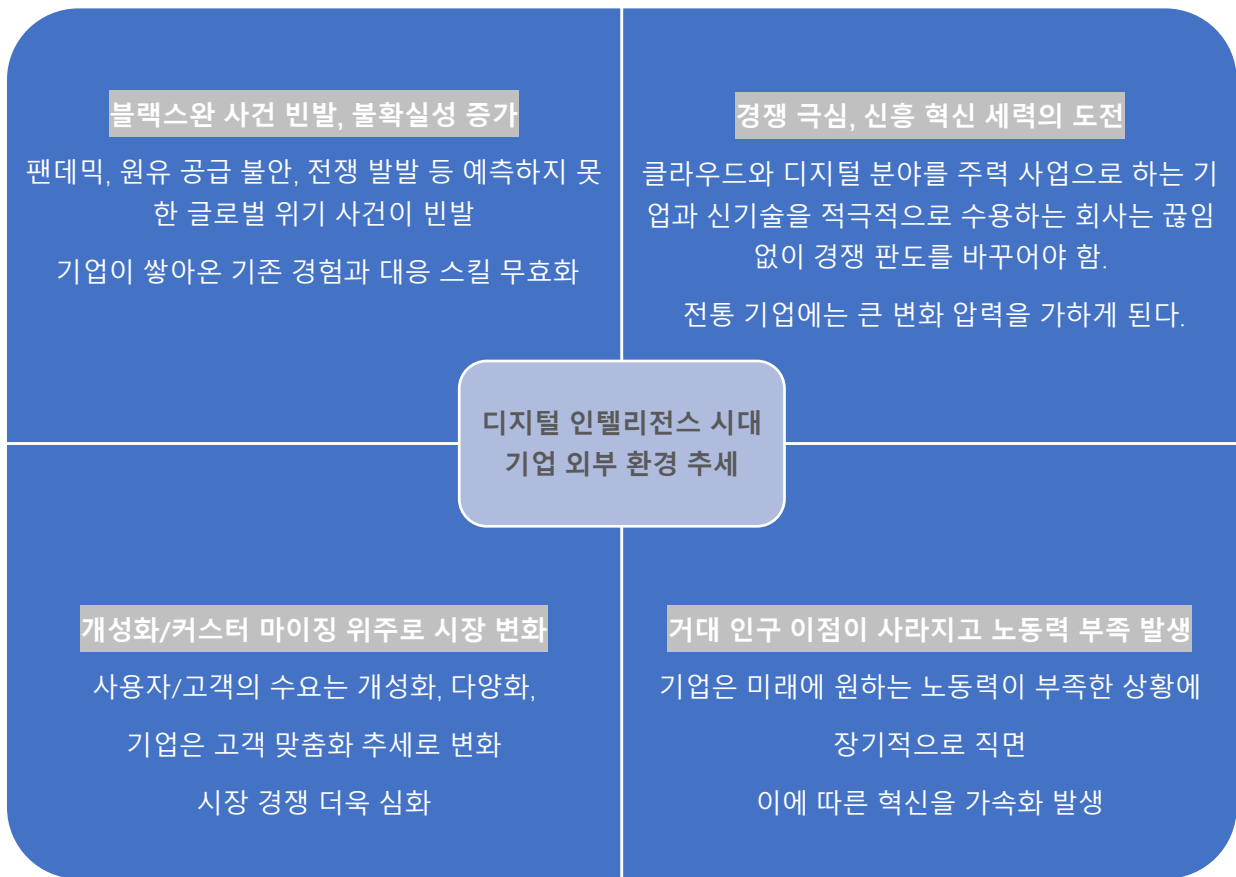 블랙스완 사건 빈발, 불확실성 증가
팬데믹, 원유 공급 불안, 전쟁 발발 등 예측하지 못
한 글로벌 위기 사건이 빈발
기업이 쌓아온 기존 경험과 대응 스킬 무효화
경쟁 극심, 신흥 혁신 세력의 도전
클라우드와 디지털 분야를 주력 사업으로 하는 기
업과 신기술을 적극적으로 수용하는 회사는 끊임
없이 경쟁 판도를 바꾸어야 함.
전통 기업에는 큰 변화 압력을 가하게 된다.
디지털 인텔리전스 시대
기업 외부 환경 추세
개성화/커스터 마이징 위주로 시장 변화
사용자/고객의 수요는 개성화, 다양화,
기업은 고객 맞춤화 추세로 변화
시장 경쟁 더욱 심화
거대 인구 이점이 사라지고 노동력 부족 발생
기업은 미래에 원하는 노동력이 부족한 상황에
장기적으로 직면
이에 따른 혁신을 가속화 발생